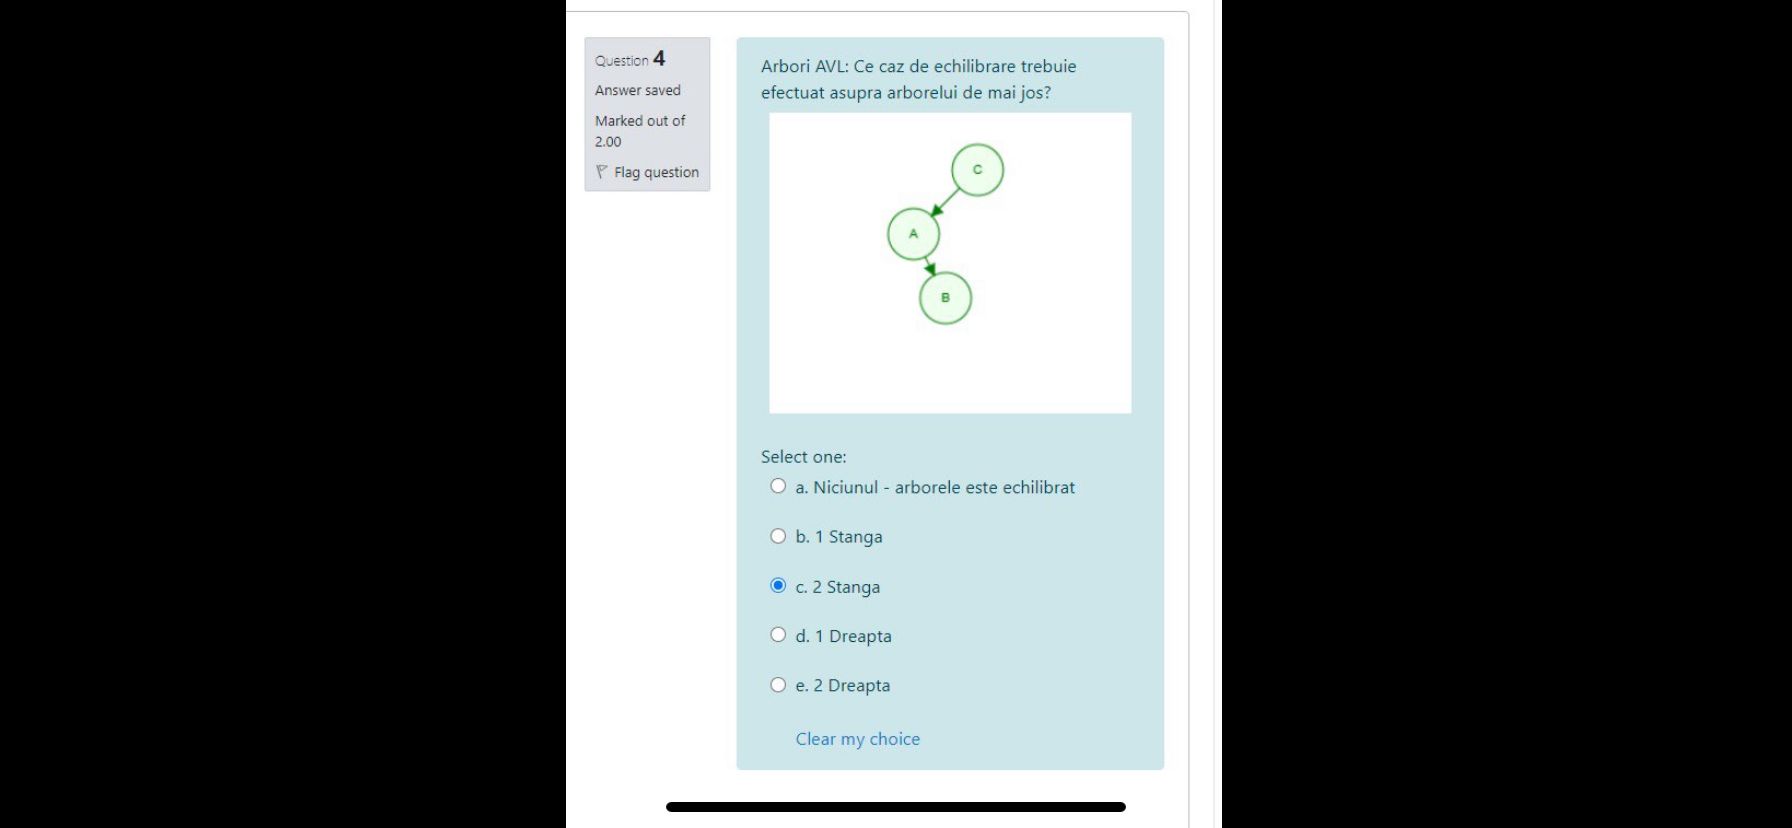 Question 4
Answer saved
Marked out of
2.00
Flag question
Arbori AVL: Ce caz de echilibrare trebuie
efectuat asupra arborelui de mai jos?
C
A
B
Select one:
a. Niciunul - arborele este echilibrat
b. 1 Stanga
c. 2 Stanga
d. 1 Dreapta
e. 2 Dreapta
Clear my choice